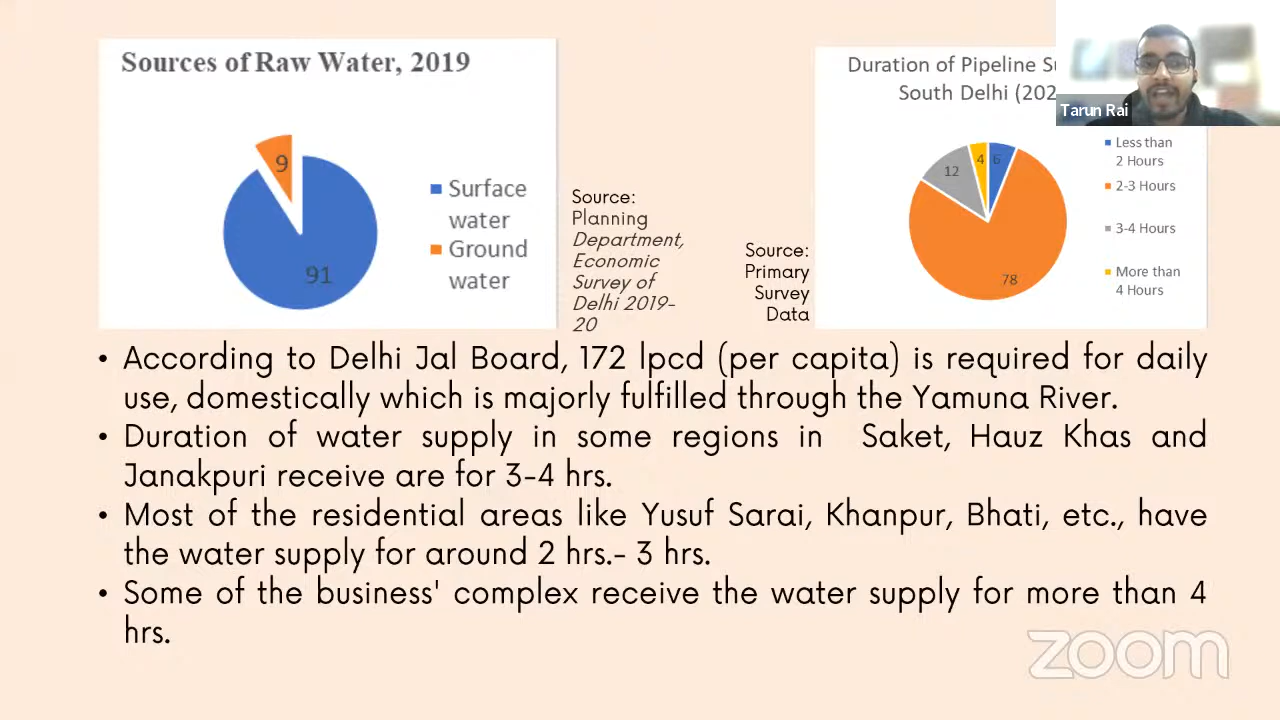 Sources of Raw Water, 2019
9
91
Surface
water
Ground
water
Source:
Planning
Department,
Economic
Survey of
Delhi 2019-
20
Source:
Primary
Survey
Data
Duration of Pipeline
South Delhi
Tarun Rai
4
6
12
78
Less than
2 Hours
2-3 Hours
3-4 Hours
More than
4 Hours
• According to Delhi Jal Board, 172 lpcd (per capita) is required for daily
use, domestically which is majorly fulfilled through the Yamuna River.
• Duration of water supply in some regions in Saket, Hauz Khas and
Janakpuri receive are for 3-4 hrs.
• Most of the residential areas like Yusuf Sarai, Khanpur, Bhati, etc., have
the water supply for around 2 hrs.- 3 hrs.
• Some of the business' complex receive the water supply for more than 4
hrs.
zoom